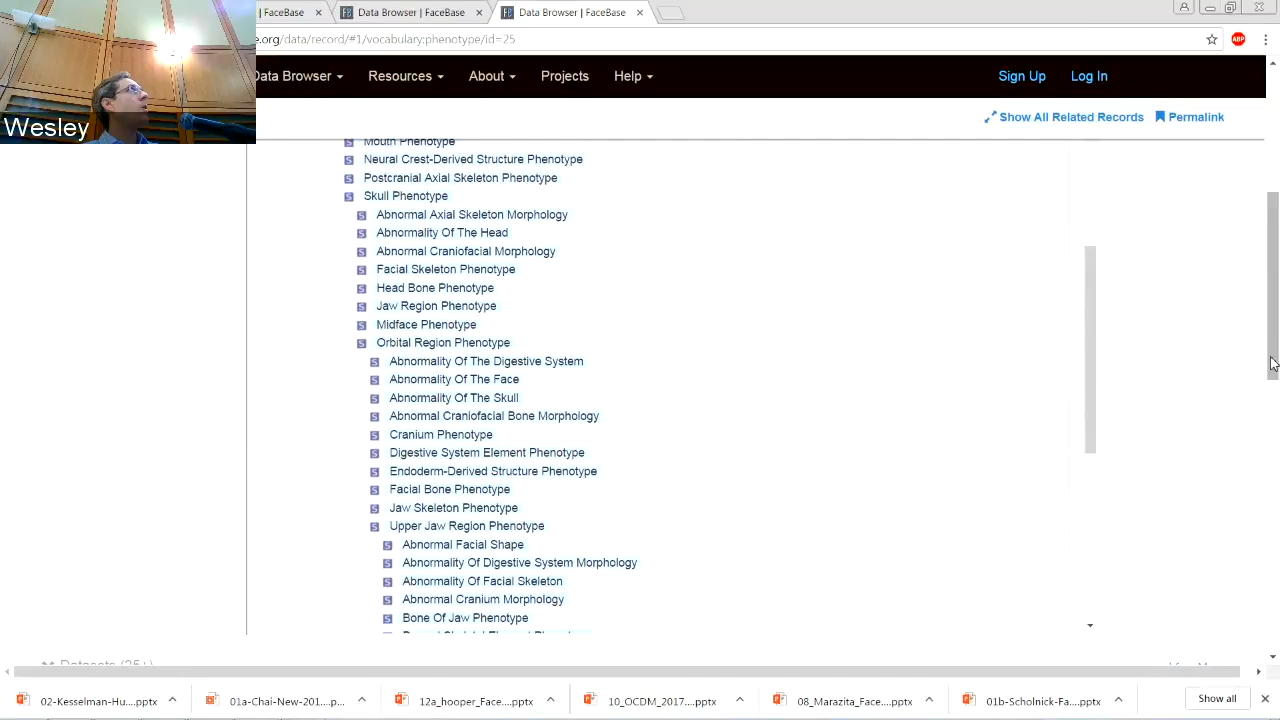 | FaceBase
Data Browser | FaceBase
Data Browser | FaceBase
e.org/data/record/#1/vocabulary:phenotype/id=25
ABP
Data Browser
Resources
About
Projects
Help
Sign Up
Log In
Wesley
Show All Related Records
Permalink
Mouth Phenotype
Neural Crest-Derived Structure Phenotype
Postcranial Axial Skeleton Phenotype
Skull Phenotype
Abnormal Axial Skeleton Morphology
Abnormality Of The Head
Abnormal Craniofacial Morphology
Facial Skeleton Phenotype
Head Bone Phenotype
Jaw Region Phenotype
Midface Phenotype
Orbital Region Phenotype
Abnormality Of The Digestive System
Abnormality Of The Face
Abnormality Of The Skull
Abnormal Craniofacial Bone Morphology
Cranium Phenotype
Digestive System Element Phenotype
Endoderm-Derived Structure Phenotype
Facial Bone Phenotype
Jaw Skeleton Phenotype
Upper Jaw Region Phenotype
Abnormal Facial Shape
Abnormality Of Digestive System Morphology
Abnormality Of Facial Skeleton
Abnormal Cranium Morphology
Bone Of Jaw Phenotype
Datasets (25+)
02-Kesselman-Hu....pptx
01a-Chai-New-201....p...
12a_hooper_Face....pptx
10_OCDM_2017....pptx
08_Marazita_Face....pptx
01b-Scholnick-Fa....pptx
Show all